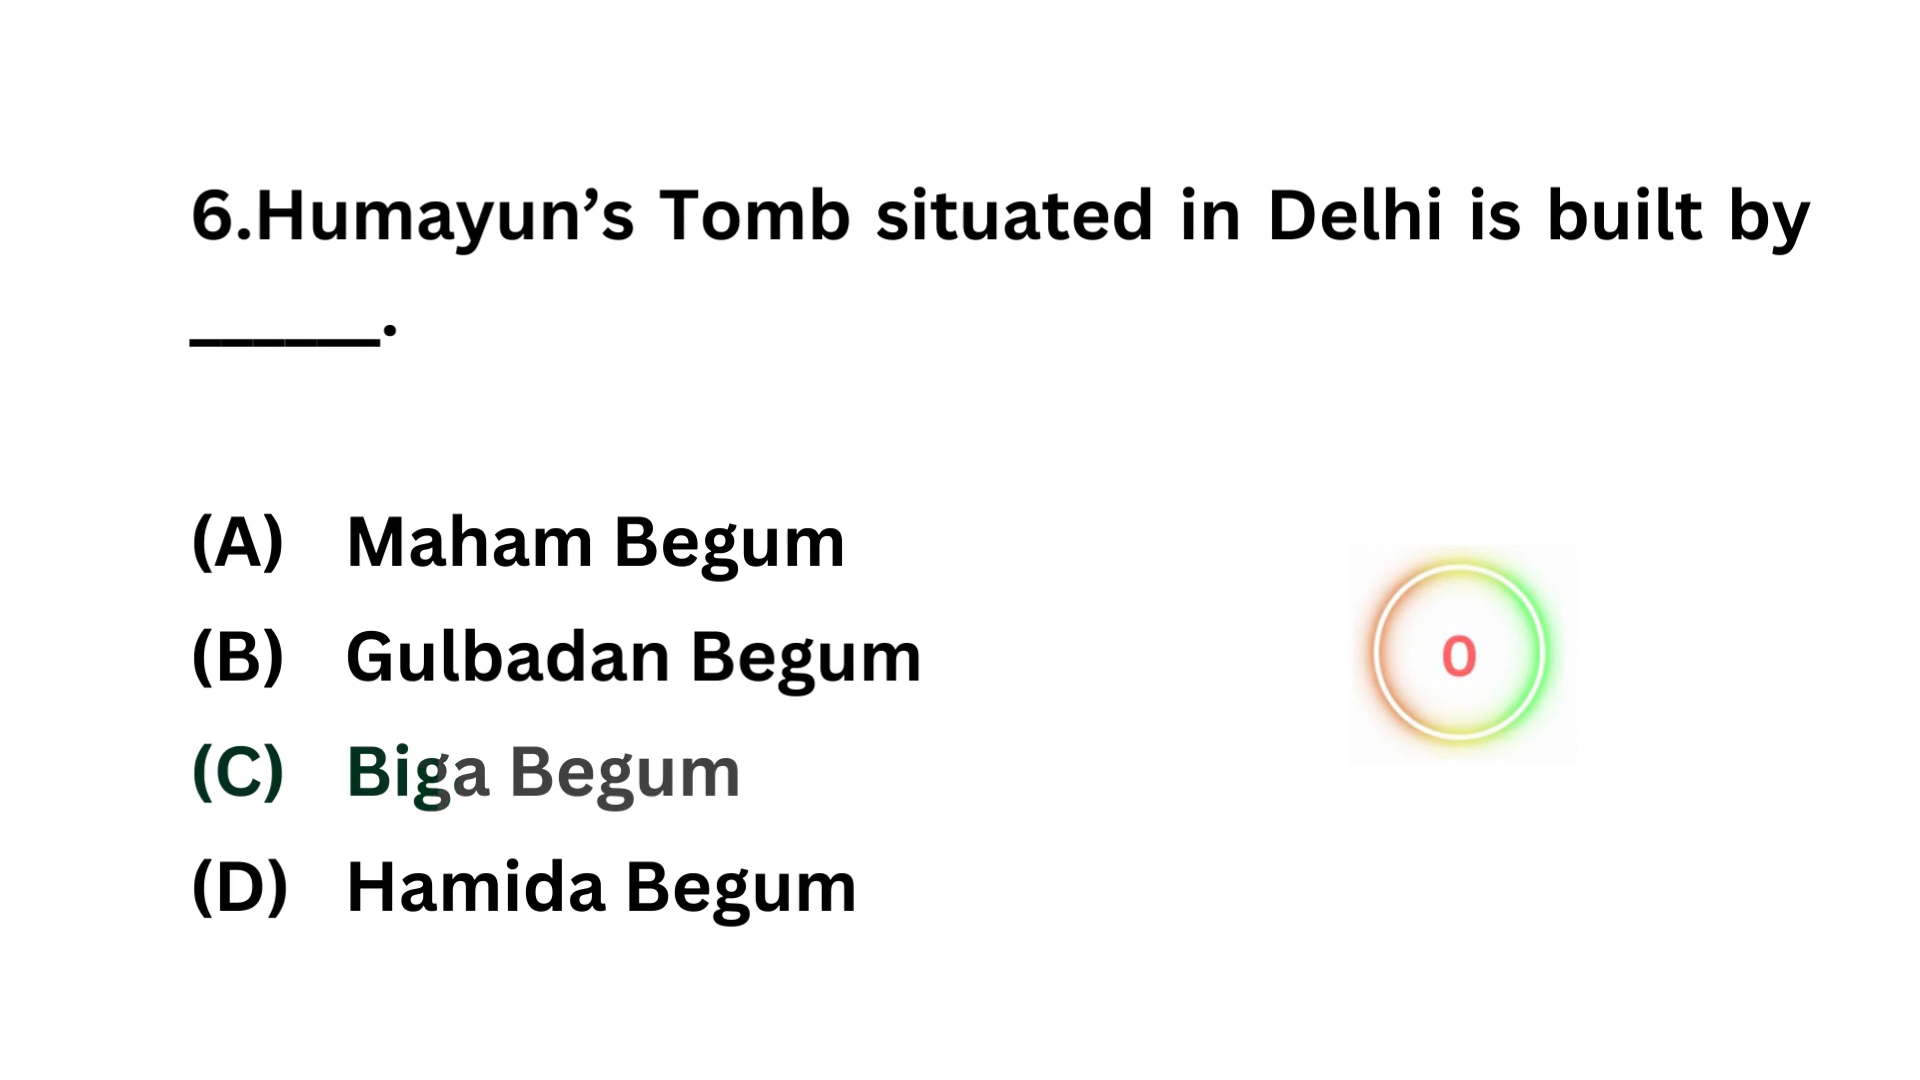 6.Humayun’s Tomb situated in Delhi is built by
______.
(A) Maham Begum
(B) Gulbadan Begum
0
(C) Biga Begum
(D) Hamida Begum